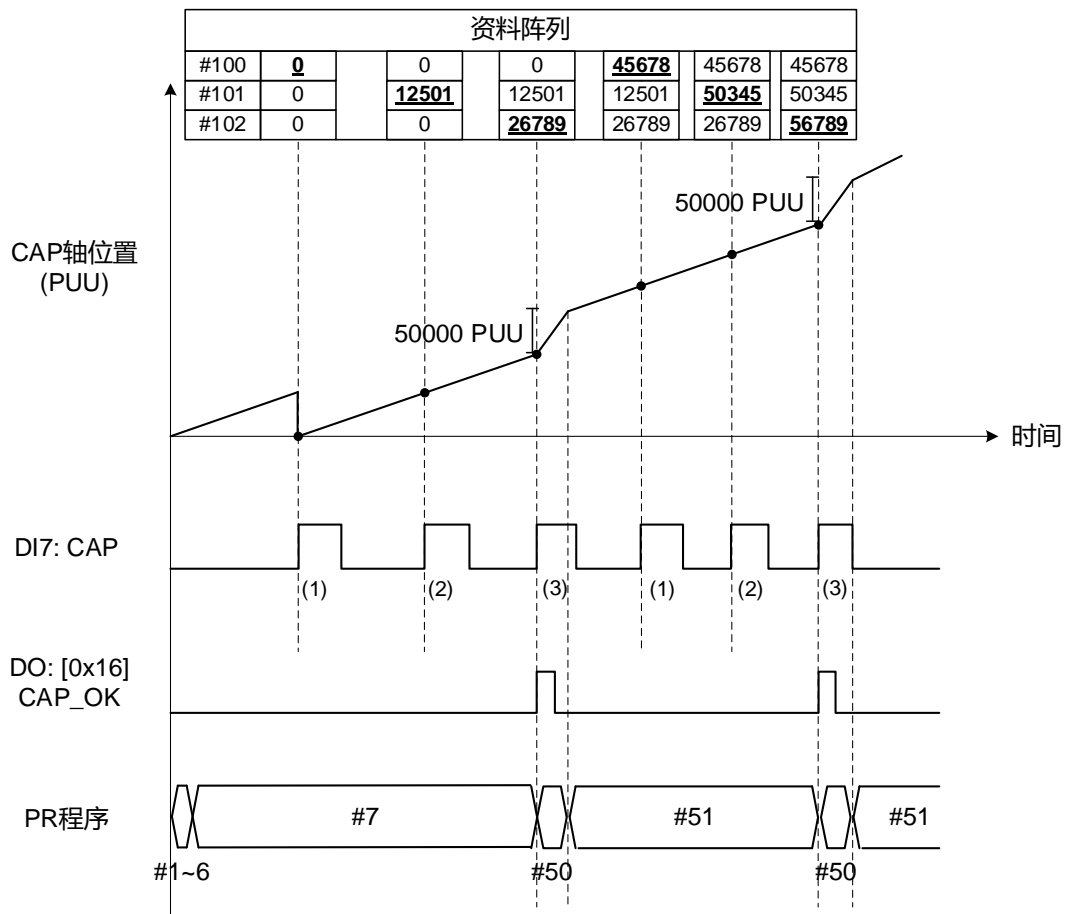 资料阵列
#100 0 0 0 45678 45678 45678
#101 0 12501 12501 12501 50345 50345
#102 0 0 26789 26789 26789 56789
50000 PUU
CAP轴位置
(PUU)
50000 PUU
时间
DI7: CAP
(1) (2) (3) (1) (2) (3)
DO: [0x16]
CAP_OK
PR程序
#7 #51 #51
#1~6 #50 #50